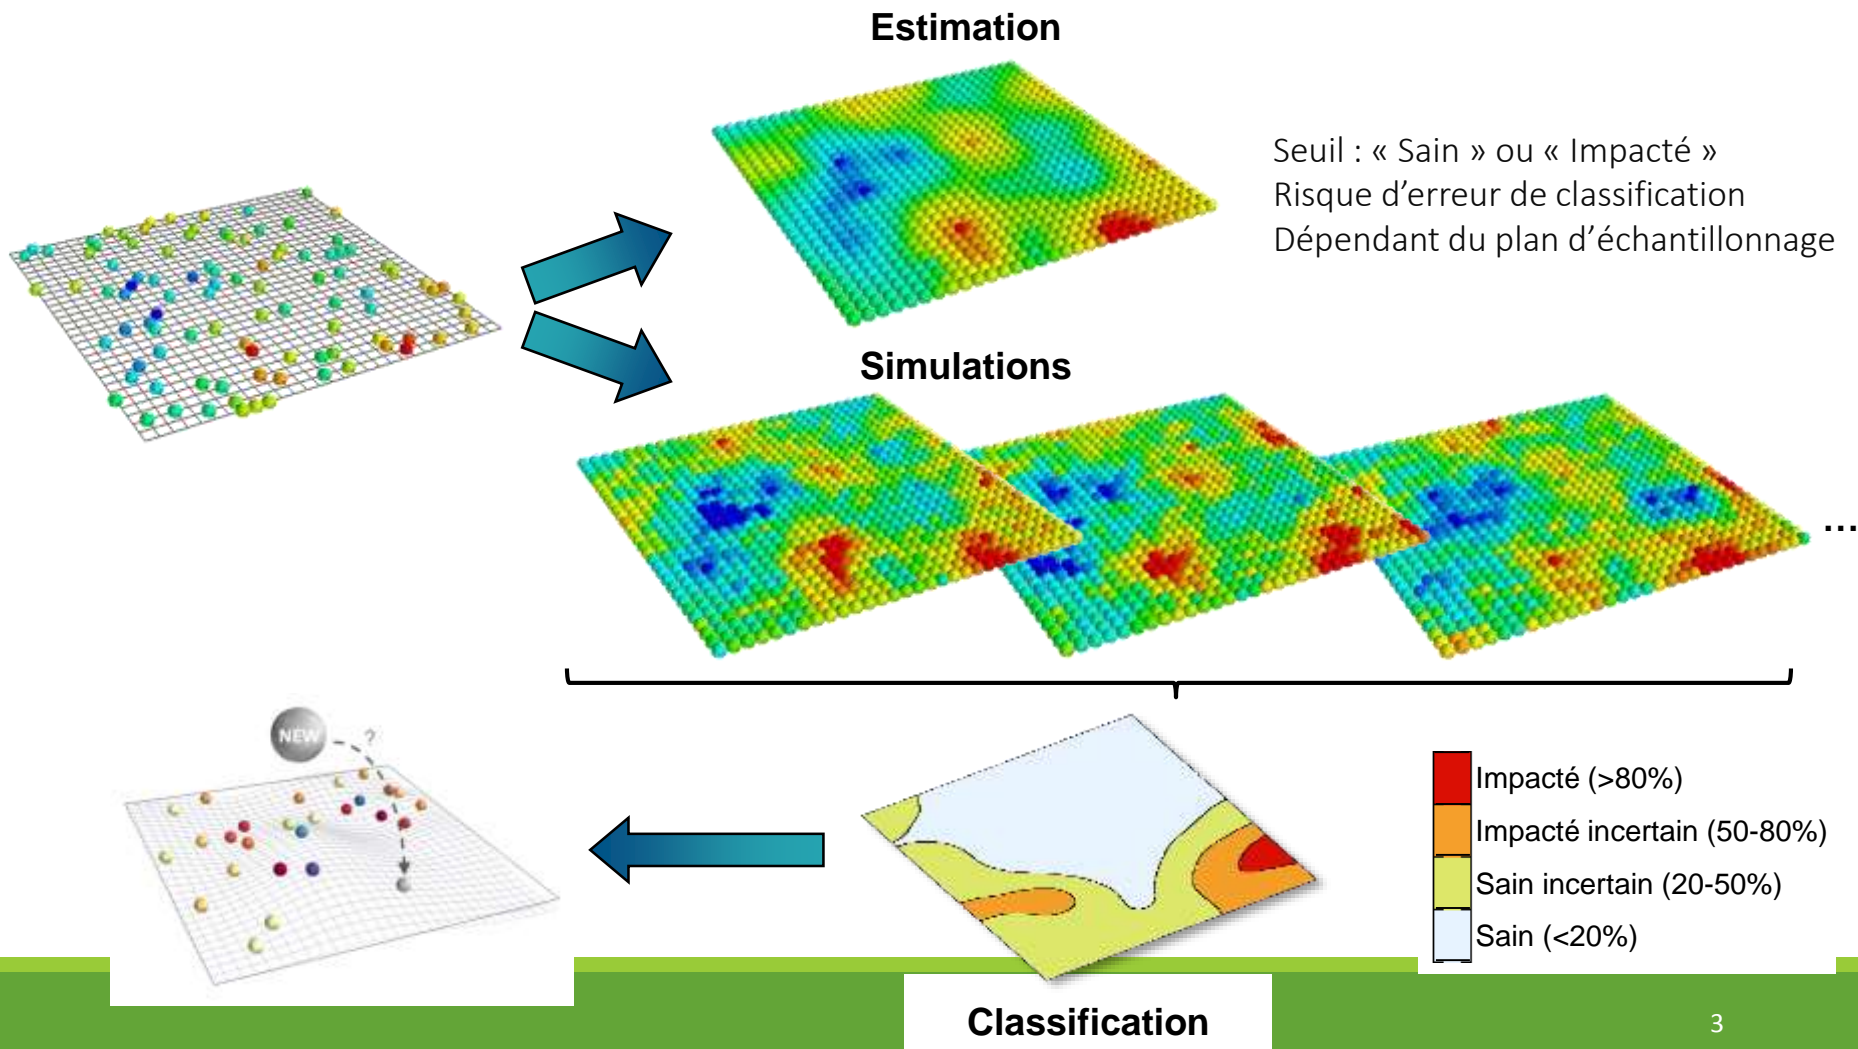 Estimation
Seuil : « Sain » ou « Impacté »
Risque d’erreur de classification
Dépendant du plan d’échantillonnage
Simulations
...
NEW
?
Impacté (>80%)
Impacté incertain (50-80%)
Sain incertain (20-50%)
Sain (<20%)
Classification
3